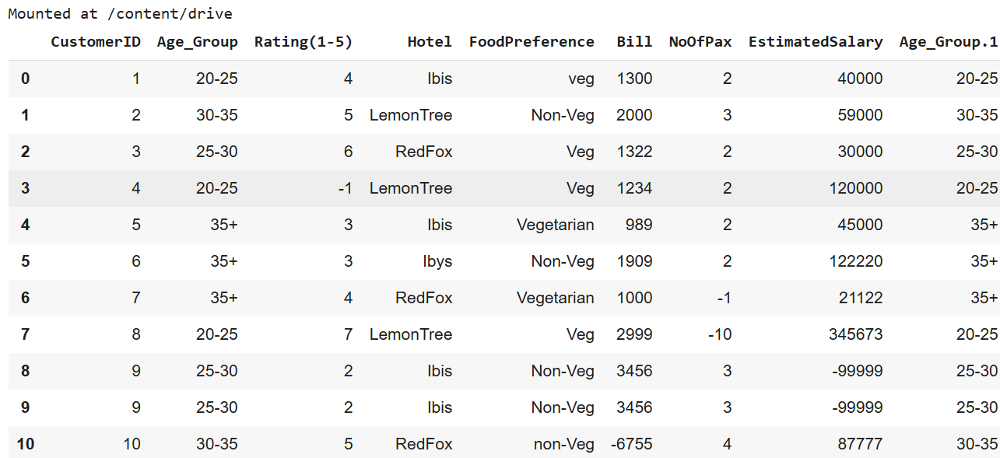 Mounted at /content/drive
CustomerID Age_Group Rating(1-5) Hotel FoodPreference Bill NoOfPax EstimatedSalary Age_Group.1
0 1 20-25 4 Ibis veg 1300 2 40000 20-25
1 2 30-35 5 LemonTree Non-Veg 2000 3 59000 30-35
2 3 25-30 6 RedFox Veg 1322 2 30000 25-30
3 4 20-25 -1 LemonTree Veg 1234 2 120000 20-25
4 5 35+ 3 Ibis Vegetarian 989 2 45000 35+
5 6 35+ 3 Ibys Non-Veg 1909 2 122220 35+
6 7 35+ 4 RedFox Vegetarian 1000 -1 21122 35+
7 8 20-25 7 LemonTree Veg 2999 -10 345673 20-25
8 9 25-30 2 Ibis Non-Veg 3456 3 -99999 25-30
9 9 25-30 2 Ibis Non-Veg 3456 3 -99999 25-30
10 10 30-35 5 RedFox non-Veg -6755 4 87777 30-35